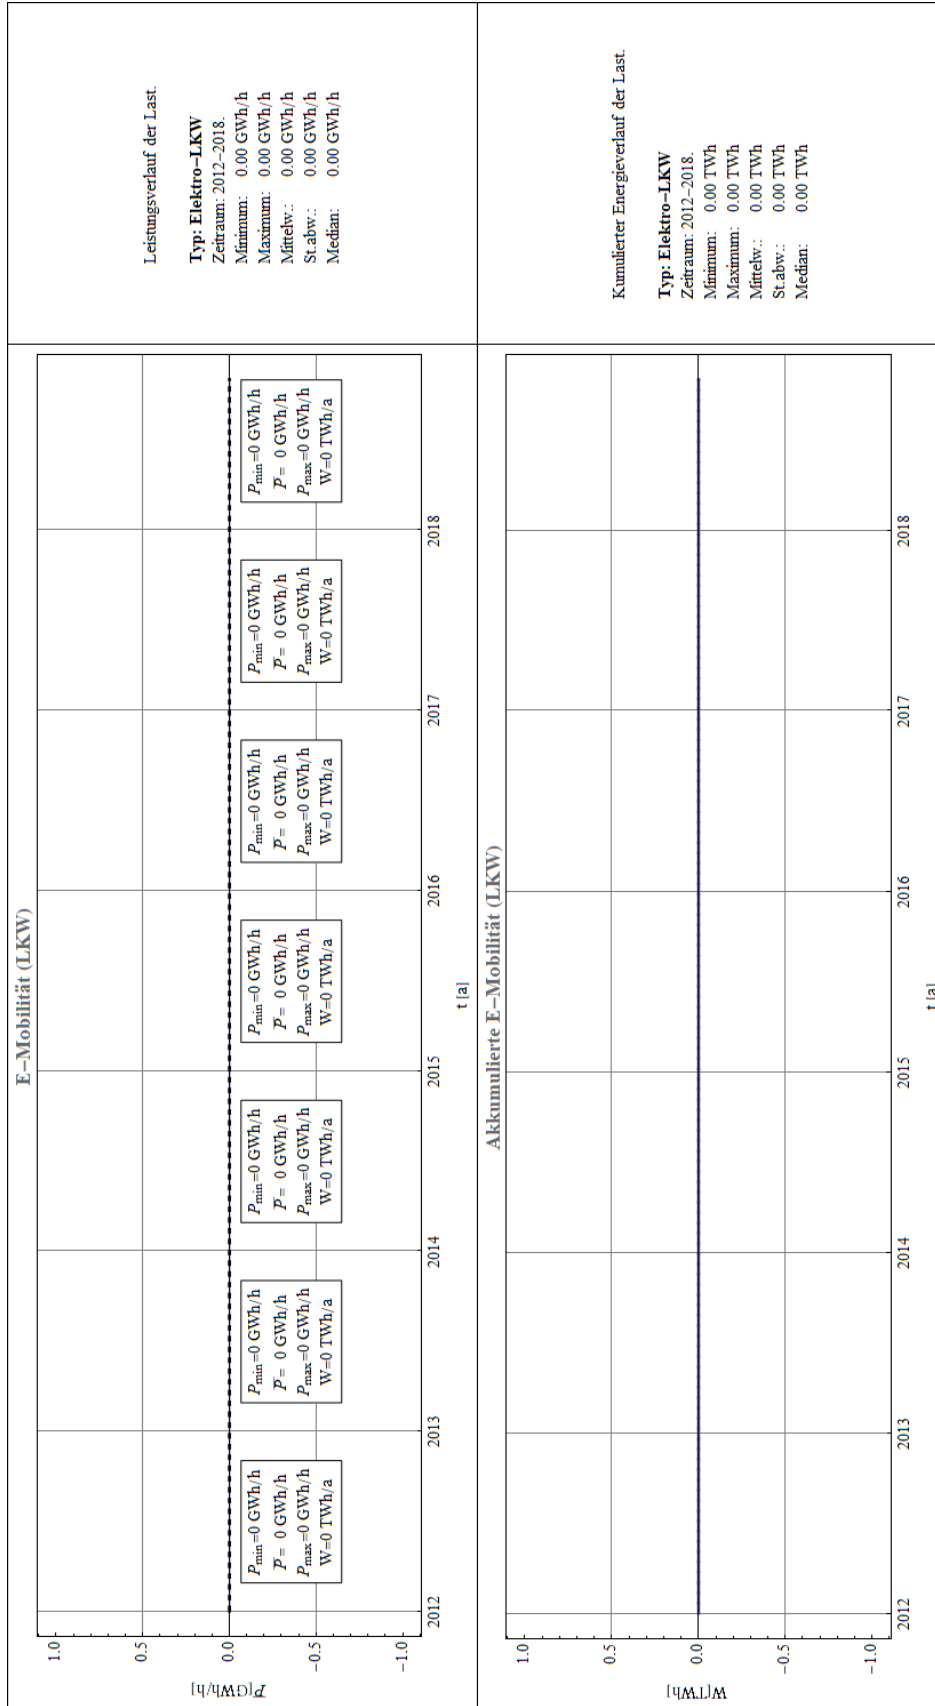 E–Mobilität (LKW)
P̄[GWh/h]
1.0
0.5
0.0
−0.5
−1.0
P_min=0 GWh/h
P̄ = 0 GWh/h
P_max=0 GWh/h
W=0 TWh/a
P_min=0 GWh/h
P̄ = 0 GWh/h
P_max=0 GWh/h
W=0 TWh/a
P_min=0 GWh/h
P̄ = 0 GWh/h
P_max=0 GWh/h
W=0 TWh/a
P_min=0 GWh/h
P̄ = 0 GWh/h
P_max=0 GWh/h
W=0 TWh/a
P_min=0 GWh/h
P̄ = 0 GWh/h
P_max=0 GWh/h
W=0 TWh/a
P_min=0 GWh/h
P̄ = 0 GWh/h
P_max=0 GWh/h
W=0 TWh/a
P_min=0 GWh/h
P̄ = 0 GWh/h
P_max=0 GWh/h
W=0 TWh/a
2012 2013 2014 2015 2016 2017 2018
t [a]
Leistungsverlauf der Last.
Typ: Elektro–LKW
Zeitraum: 2012–2018.
Minimum: 0.00 GWh/h
Maximum: 0.00 GWh/h
Mittelw.: 0.00 GWh/h
St.abw.: 0.00 GWh/h
Median: 0.00 GWh/h
Akkumulierte E–Mobilität (LKW)
W[TWh]
1.0
0.5
0.0
−0.5
−1.0
2012 2013 2014 2015 2016 2017 2018
t [a]
Kumulierter Energieverlauf der Last.
Typ: Elektro–LKW
Zeitraum: 2012–2018.
Minimum: 0.00 TWh
Maximum: 0.00 TWh
Mittelw.: 0.00 TWh
St.abw.: 0.00 TWh
Median: 0.00 TWh